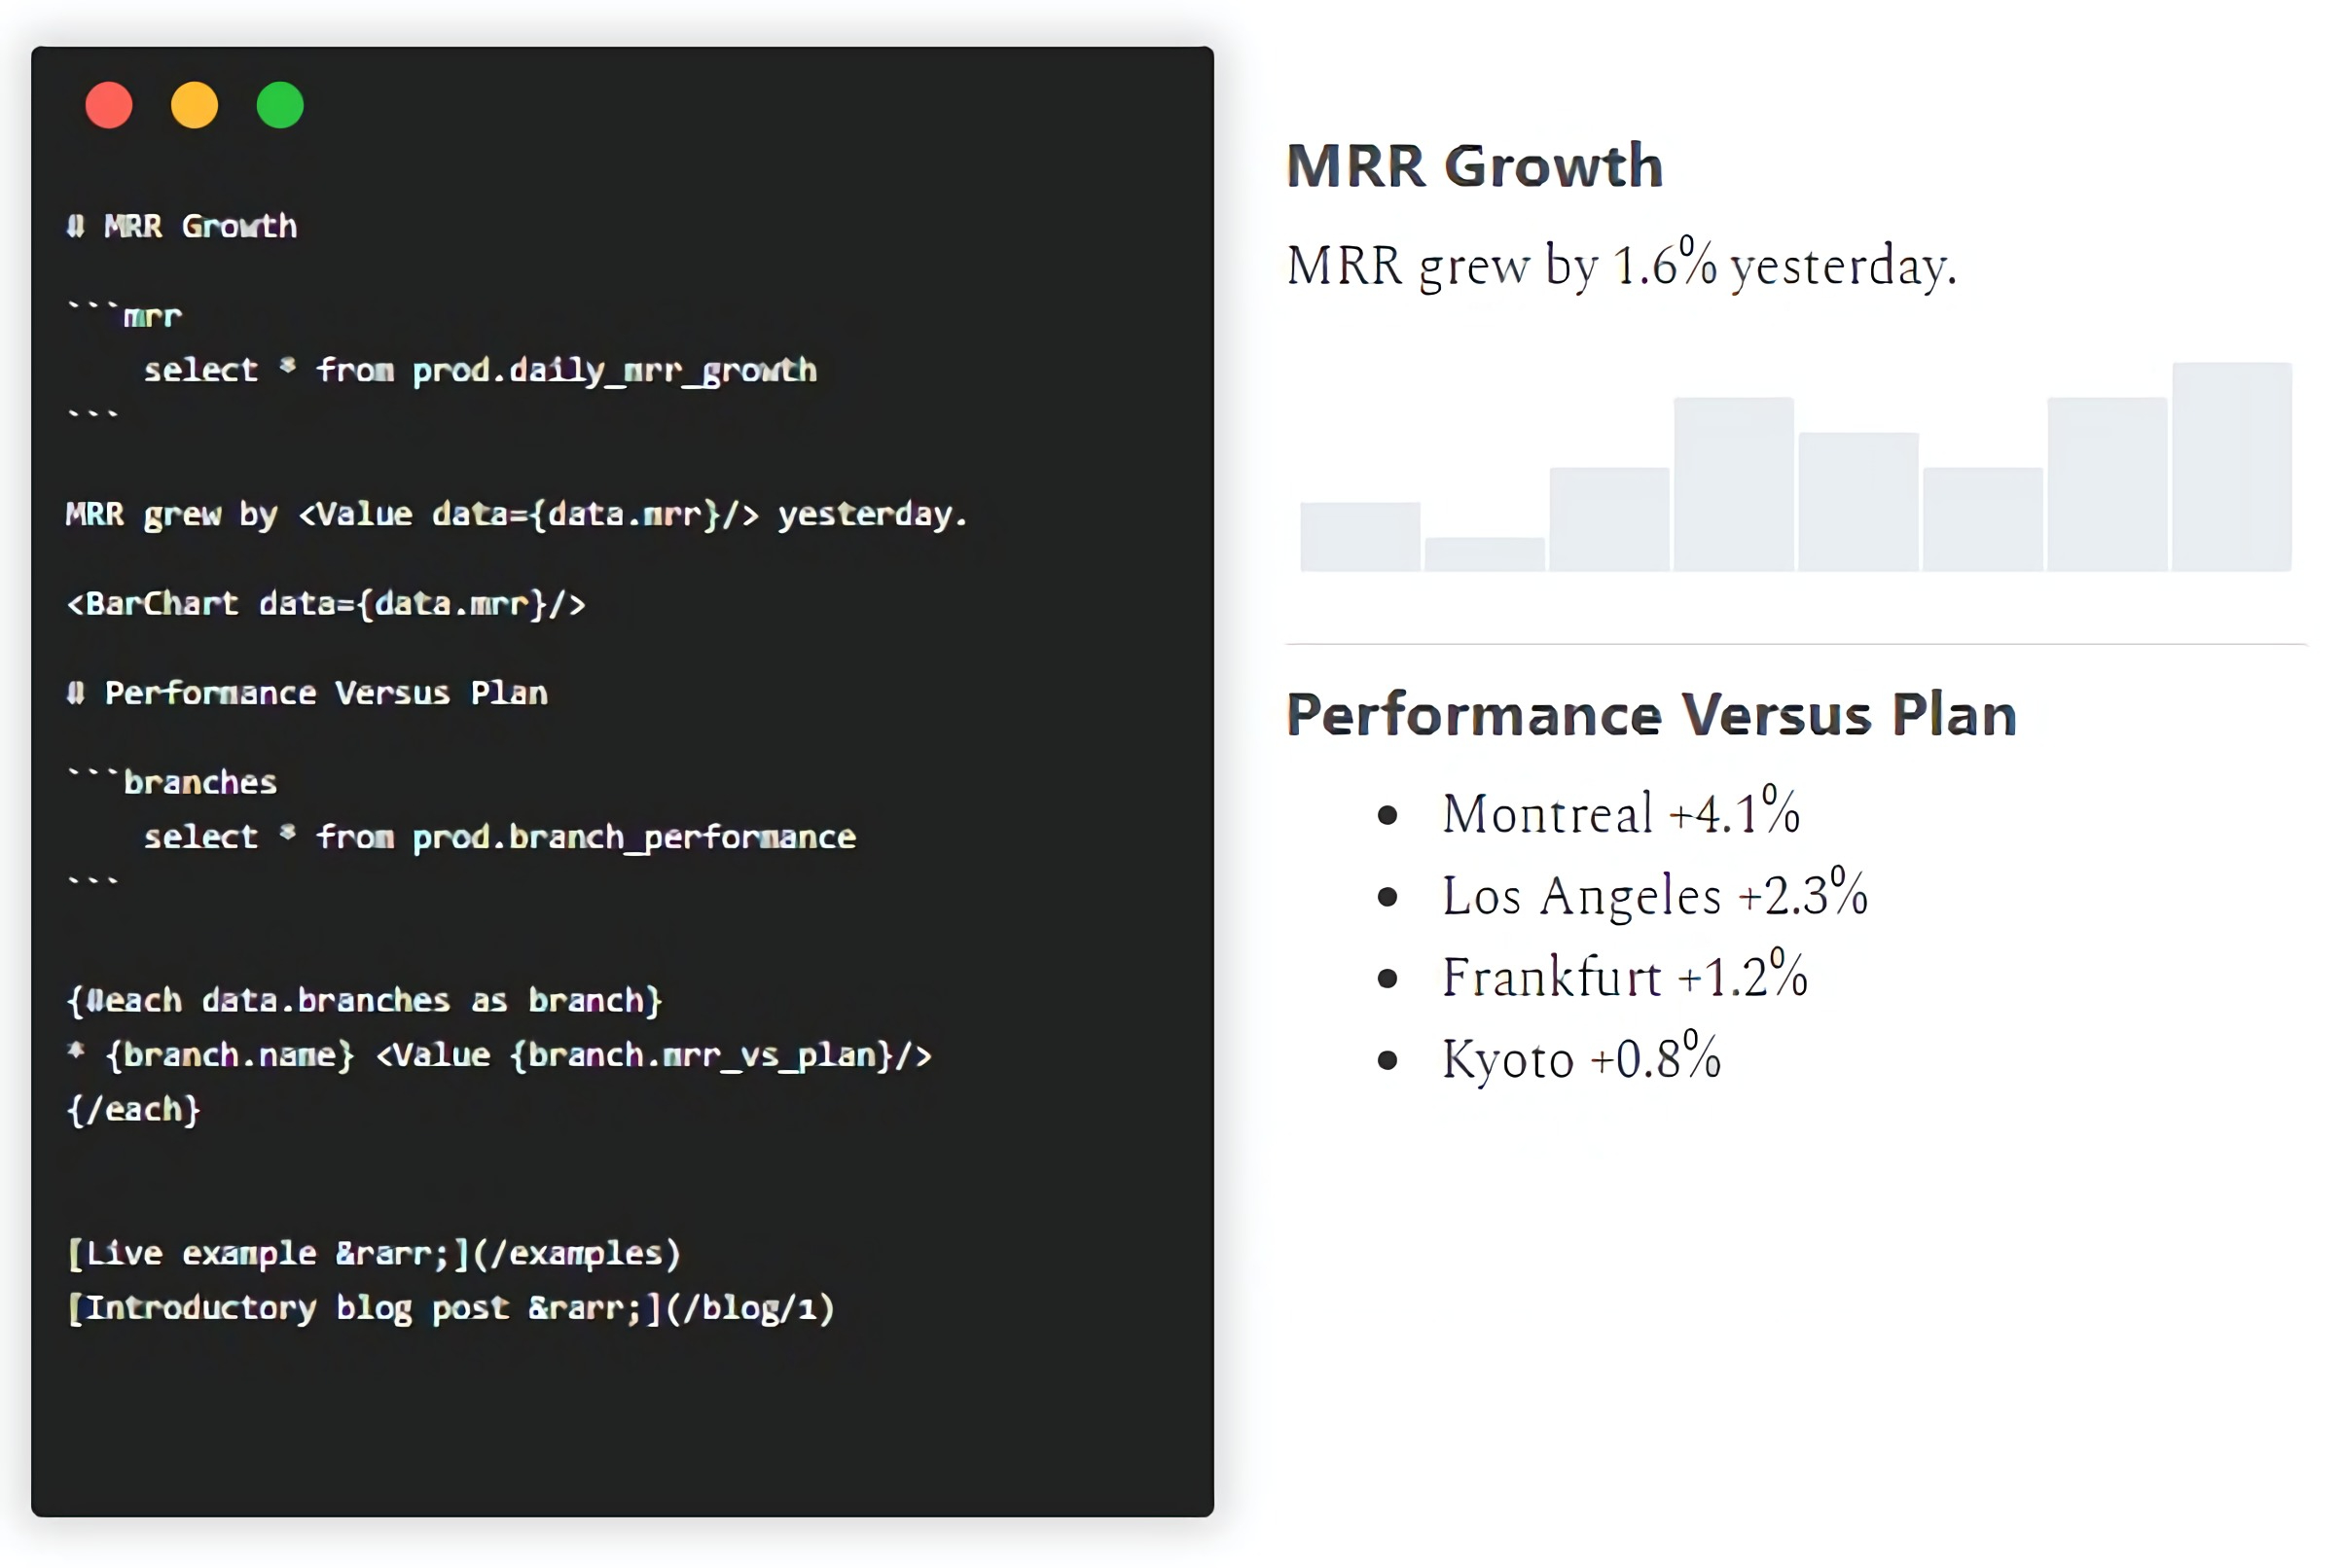 # MRR Growth
```mrr
select * from prod.daily_mrr_growth
```
MRR grew by <Value data={data.mrr}/> yesterday.
<BarChart data={data.mrr}/>
# Performance Versus Plan
```branches
select * from prod.branch_performance
```
{#each data.branches as branch}
* {branch.name} <Value {branch.mrr_vs_plan}/>
{/each}
[Live example &rarr;](/examples)
[Introductory blog post &rarr;](/blog/1)
MRR Growth
MRR grew by 1.6% yesterday.
Performance Versus Plan
• Montreal +4.1%
• Los Angeles +2.3%
• Frankfurt +1.2%
• Kyoto +0.8%